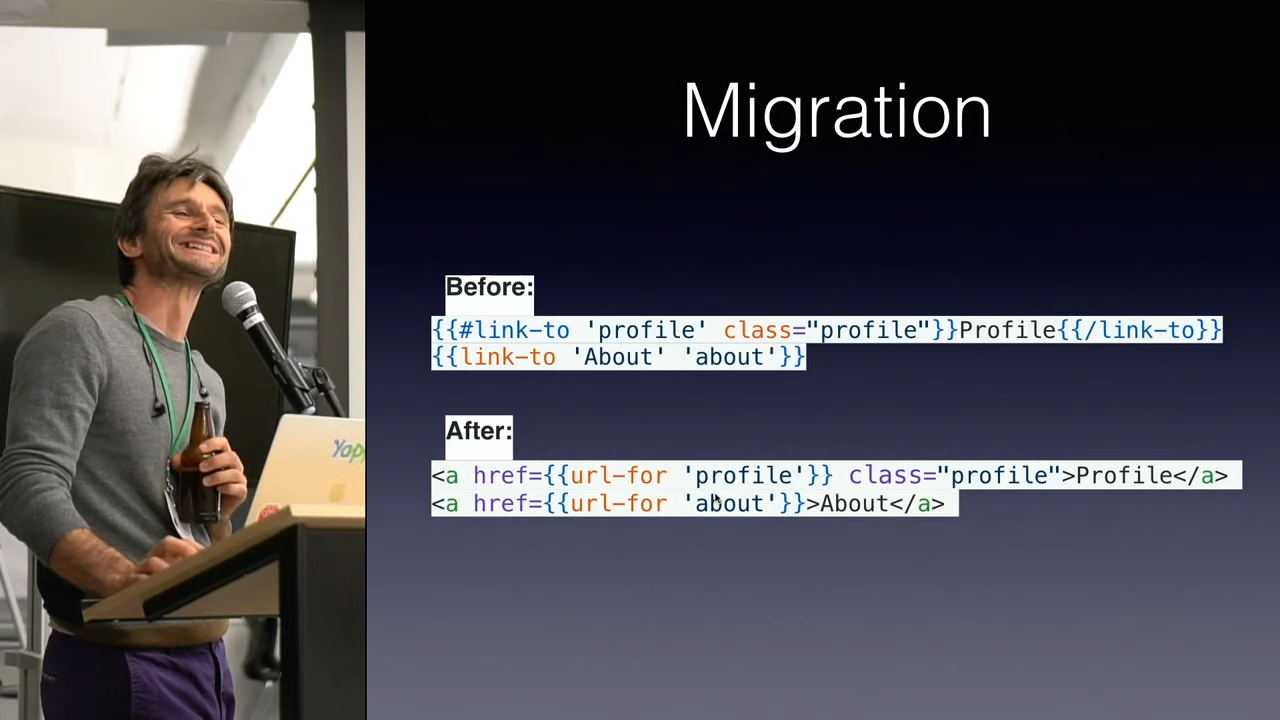 Migration
Before:
{{#link-to 'profile' class="profile"}}Profile{{/link-to}}
{{link-to 'About' 'about'}}
After:
<a href={{url-for 'profile'}} class="profile">Profile</a>
<a href={{url-for 'about'}}>About</a>
Yapp